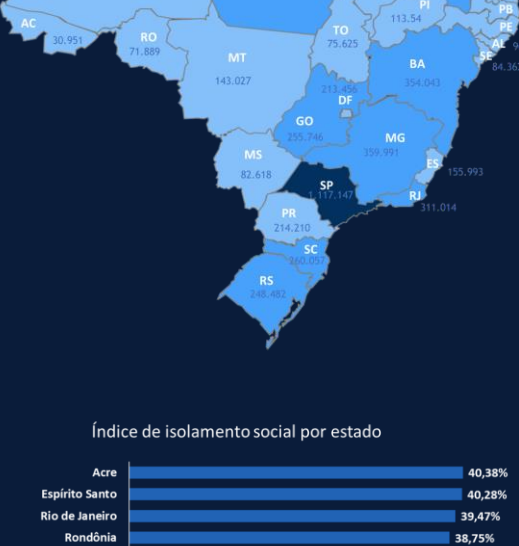 PI
113.54
PB
PE
AL
SE
84.363
AC
30.951
RO
71.889
MT
143.027
TO
75.625
BA
354.043
213.456
DF
GO
255.746
MG
359.991
ES
155.993
MS
82.618
SP
1.117.147
RJ
311.014
PR
214.210
SC
260.057
RS
248.482
Índice de isolamento social por estado
Acre 40,38%
Espírito Santo 40,28%
Rio de Janeiro 39,47%
Rondônia 38,75%